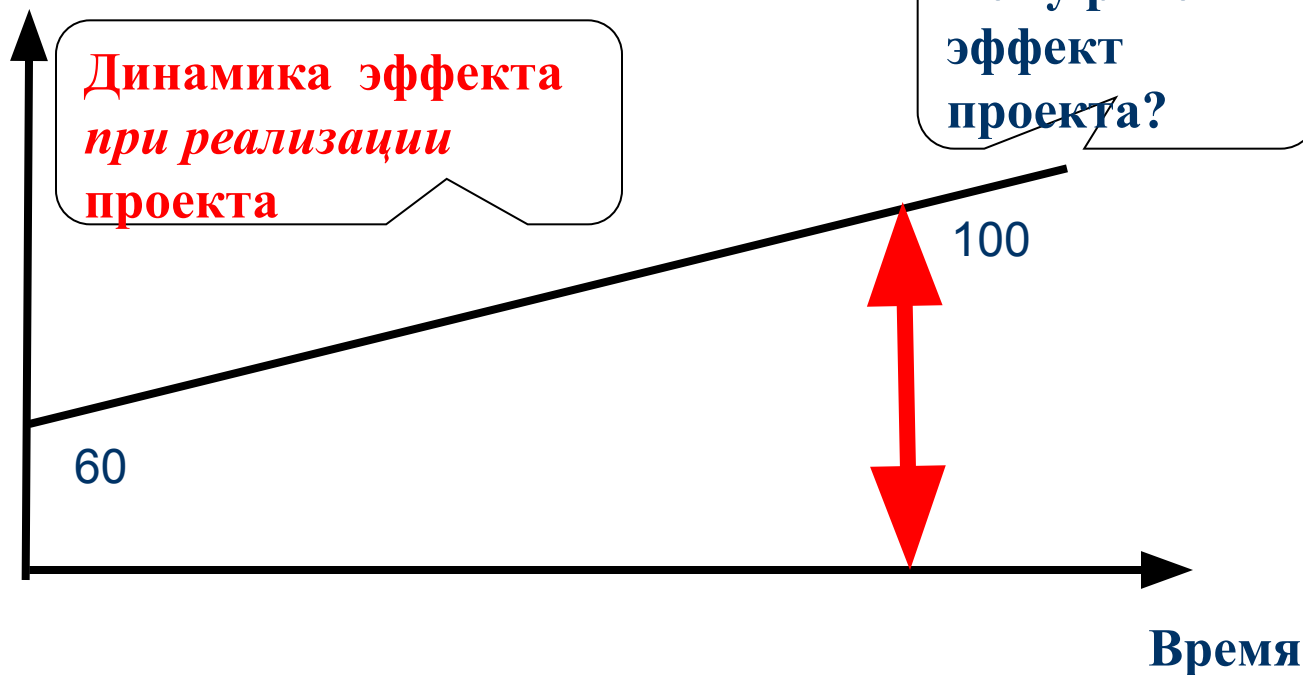 Динамика эффекта
при реализации
проекта
эффект
проекта?
100
60
Время